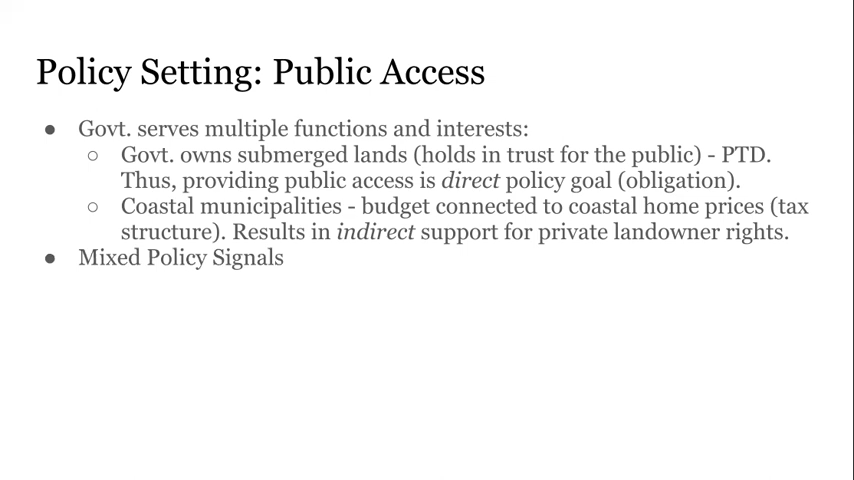 Policy Setting: Public Access
● Govt. serves multiple functions and interests:
○ Govt. owns submerged lands (holds in trust for the public) - PTD.
Thus, providing public access is direct policy goal (obligation).
○ Coastal municipalities - budget connected to coastal home prices (tax
structure). Results in indirect support for private landowner rights.
● Mixed Policy Signals